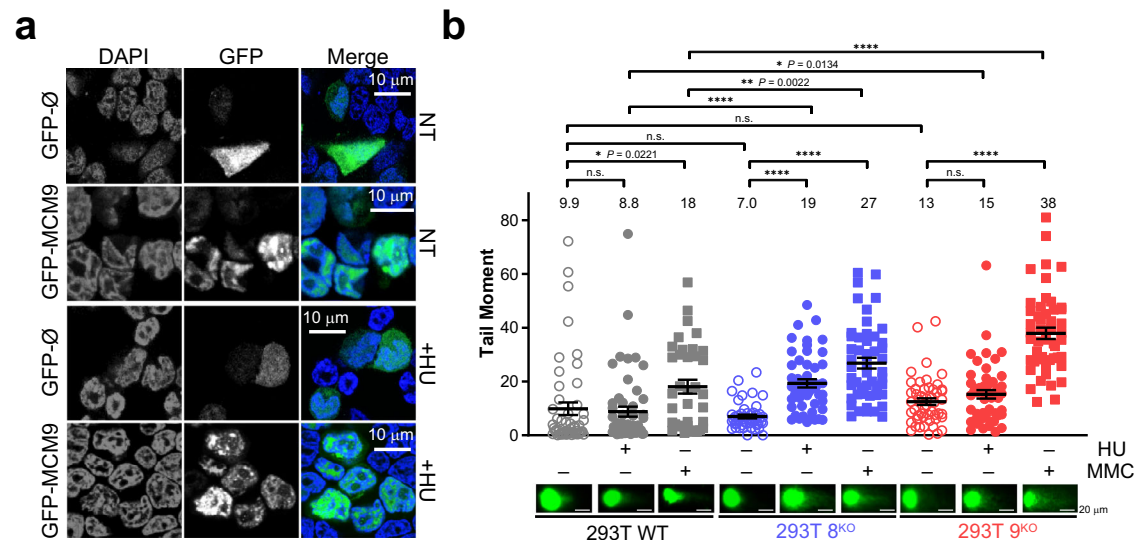 a
DAPI GFP Merge
GFP-Ø 10 µm NT
GFP-MCM9 10 µm NT
GFP-Ø 10 µm +HU
GFP-MCM9 10 µm +HU
b
****
* P = 0.0134
** P = 0.0022
****
n.s.
n.s.
* P = 0.0221 **** ****
n.s. **** n.s.
9.9 8.8 18 7.0 19 27 13 15 38
Tail Moment
80
60
40
20
0
– + – – + – – + – HU
– – + – – + – – + MMC
20 µm
293T WT 293T 8KO 293T 9KO